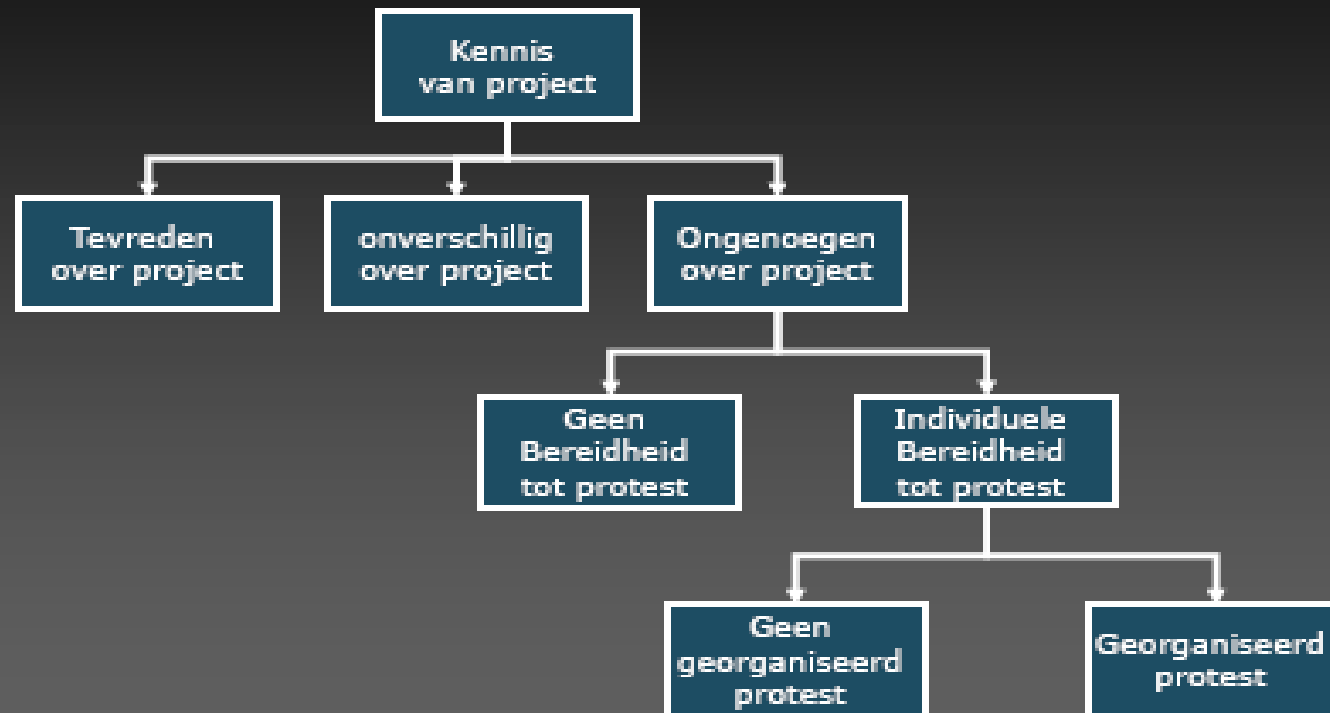 Kennis
van project
Tevreden
over project
onverschillig
over project
Ongenoegen
over project
Geen
Bereidheid
tot protest
Individuele
Bereidheid
tot protest
Geen
georganiseerd
protest
Georganiseerd
protest